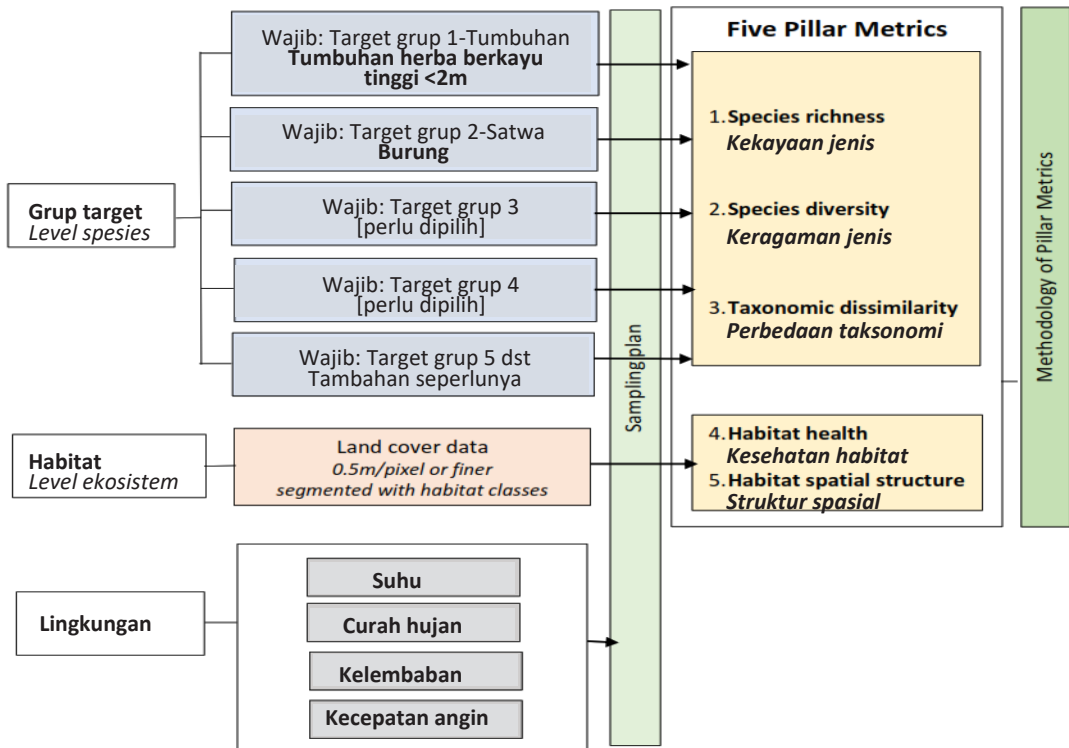 Grup target
Level spesies
Wajib: Target grup 1-Tumbuhan
Tumbuhan herba berkayu
tinggi <2m
Wajib: Target grup 2-Satwa
Burung
Wajib: Target grup 3
[perlu dipilih]
Wajib: Target grup 4
[perlu dipilih]
Wajib: Target grup 5 dst
Tambahan seperlunya
Habitat
Level ekosistem
Land cover data
0.5m/pixel or finer
segmented with habitat classes
Lingkungan
Suhu
Curah hujan
Kelembaban
Kecepatan angin
Sampling plan
Five Pillar Metrics
1. Species richness
Kekayaan jenis
2. Species diversity
Keragaman jenis
3. Taxonomic dissimilarity
Perbedaan taksonomi
4. Habitat health
Kesehatan habitat
5. Habitat spatial structure
Struktur spasial
Methodology of Pillar Metrics